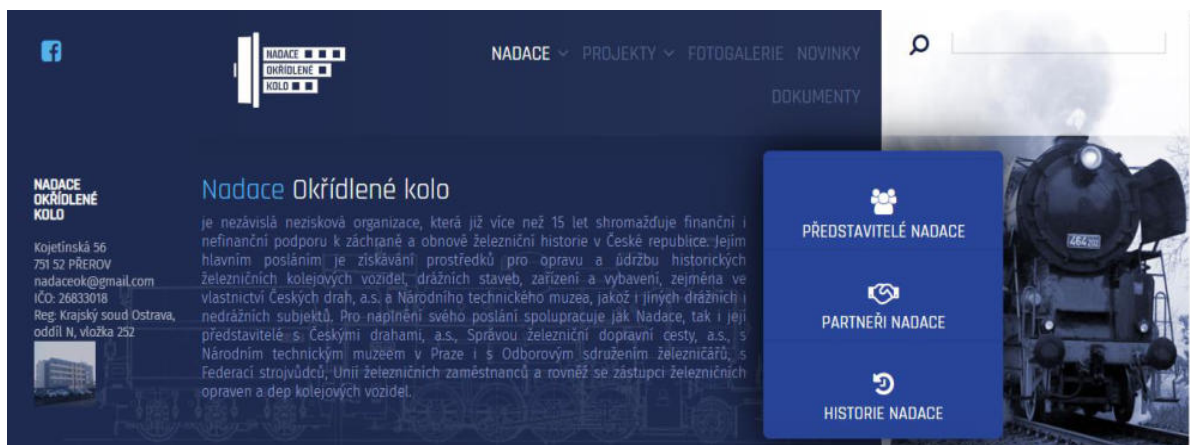 NADACE
OKŘÍDLENÉ
KOLO
NADACE PROJEKTY FOTOGALERIE NOVINKY
DOKUMENTY
NADACE
OKŘÍDLENÉ
KOLO
Kojetínská 56
751 52 PŘEROV
nadaceok@gmail.com
IČO: 26833018
Reg: Krajský soud Ostrava,
oddíl N, vložka 252
Nadace Okřídlené kolo
je nezávislá nezisková organizace, která již více než 15 let shromažďuje finanční i
nefinanční podporu k záchraně a obnově železniční historie v České republice. Jejím
hlavním posláním je získávání prostředků pro opravu a údržbu historických
železničních kolejových vozidel, drážních staveb, zařízení a vybavení, zejména ve
vlastnictví Českých drah, a.s. a Národního technického muzea, jakož i jiných drážních i
nedrážních subjektů. Pro naplnění svého poslání spolupracuje jak Nadace, tak i její
představitelé s Českými drahami, a.s., Správou železniční dopravní cesty, a.s., s
Národním technickým muzeem v Praze i s Odborovým sdružením železničářů, s
Federací strojvůdců, Unií železničních zaměstnanců a rovněž se zástupci železničních
opraven a dep kolejových vozidel.
PŘEDSTAVITELÉ NADACE
PARTNEŘI NADACE
HISTORIE NADACE